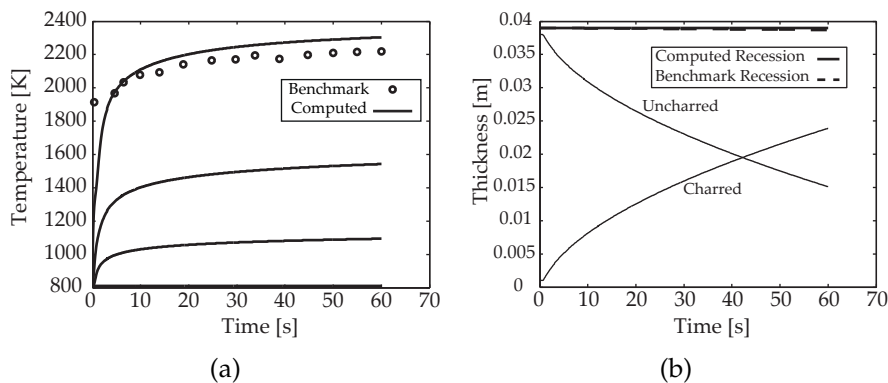 2400
2200
2000
1800
1600
1400
1200
1000
800
Temperature [K]
Benchmark
Computed
0 10 20 30 40 50 60 70
Time [s]
(a)
0.04
0.035
0.03
0.025
0.02
0.015
0.01
0.005
0
Thickness [m]
Computed Recession
Benchmark Recession
Uncharred
Charred
0 10 20 30 40 50 60 70
Time [s]
(b)